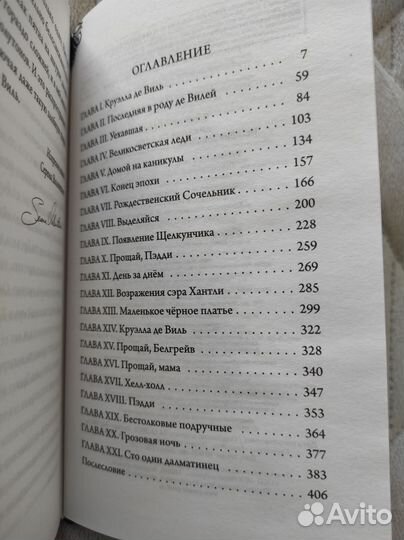 ОГЛАВЛЕНИЕ
ГЛАВА I. Круэлла де Виль 7
ГЛАВА II. Последняя в роду де Вилей 59
ГЛАВА III. Уехавшая 84
ГЛАВА IV. Великосветская леди 103
ГЛАВА V. Домой на каникулы 134
ГЛАВА VI. Конец эпохи 157
ГЛАВА VII. Рождественский Сочельник 166
ГЛАВА VIII. Выделяйся 200
ГЛАВА IX. Появление Щелкунчика 228
ГЛАВА X. Прощай, Пэдди 259
ГЛАВА XI. День за днём 269
ГЛАВА XII. Возражения сэра Хантли 285
ГЛАВА XIII. Маленькое чёрное платье 299
ГЛАВА XIV. Круэлла де Виль 322
ГЛАВА XV. Прощай, Белгрейв 328
ГЛАВА XVI. Прощай, мама 340
ГЛАВА XVII. Хелл-холл 347
ГЛАВА XVIII. Пэдди 353
ГЛАВА XIX. Бестолковые подручные 364
ГЛАВА XX. Грозовая ночь 377
ГЛАВА XXI. Сто один далматинец 383
Послесловие 406
Avito